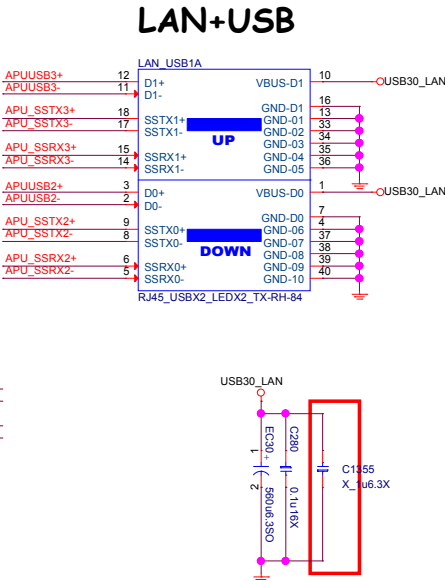 LAN+USB
LAN_USB1A
APUUSB3+ 12 D1+ VBUS-D1 10 USB30_LAN
APUUSB3- 11 D1-
GND-D1 16
APU_SSTX3+ 18 SSTX1+ GND-01 13
APU_SSTX3- 17 SSTX1- GND-02 33
UP GND-03 34
APU_SSRX3+ 15 SSRX1+ GND-04 35
APU_SSRX3- 14 SSRX1- GND-05 36
APUUSB2+ 3 D0+ VBUS-D0 1 USB30_LAN
APUUSB2- 2 D0-
GND-D0 7
APU_SSTX2+ 9 SSTX0+ GND-06 4
APU_SSTX2- 8 SSTX0- GND-07 37
DOWN GND-08 38
APU_SSRX2+ 6 SSRX0+ GND-09 39
APU_SSRX2- 5 SSRX0- GND-10 40
RJ45_USBX2_LEDX2_TX-RH-84
USB30_LAN
1
2
EC30 +
560u6.3SO
C280
0.1u16X
C1355
X_1u6.3X